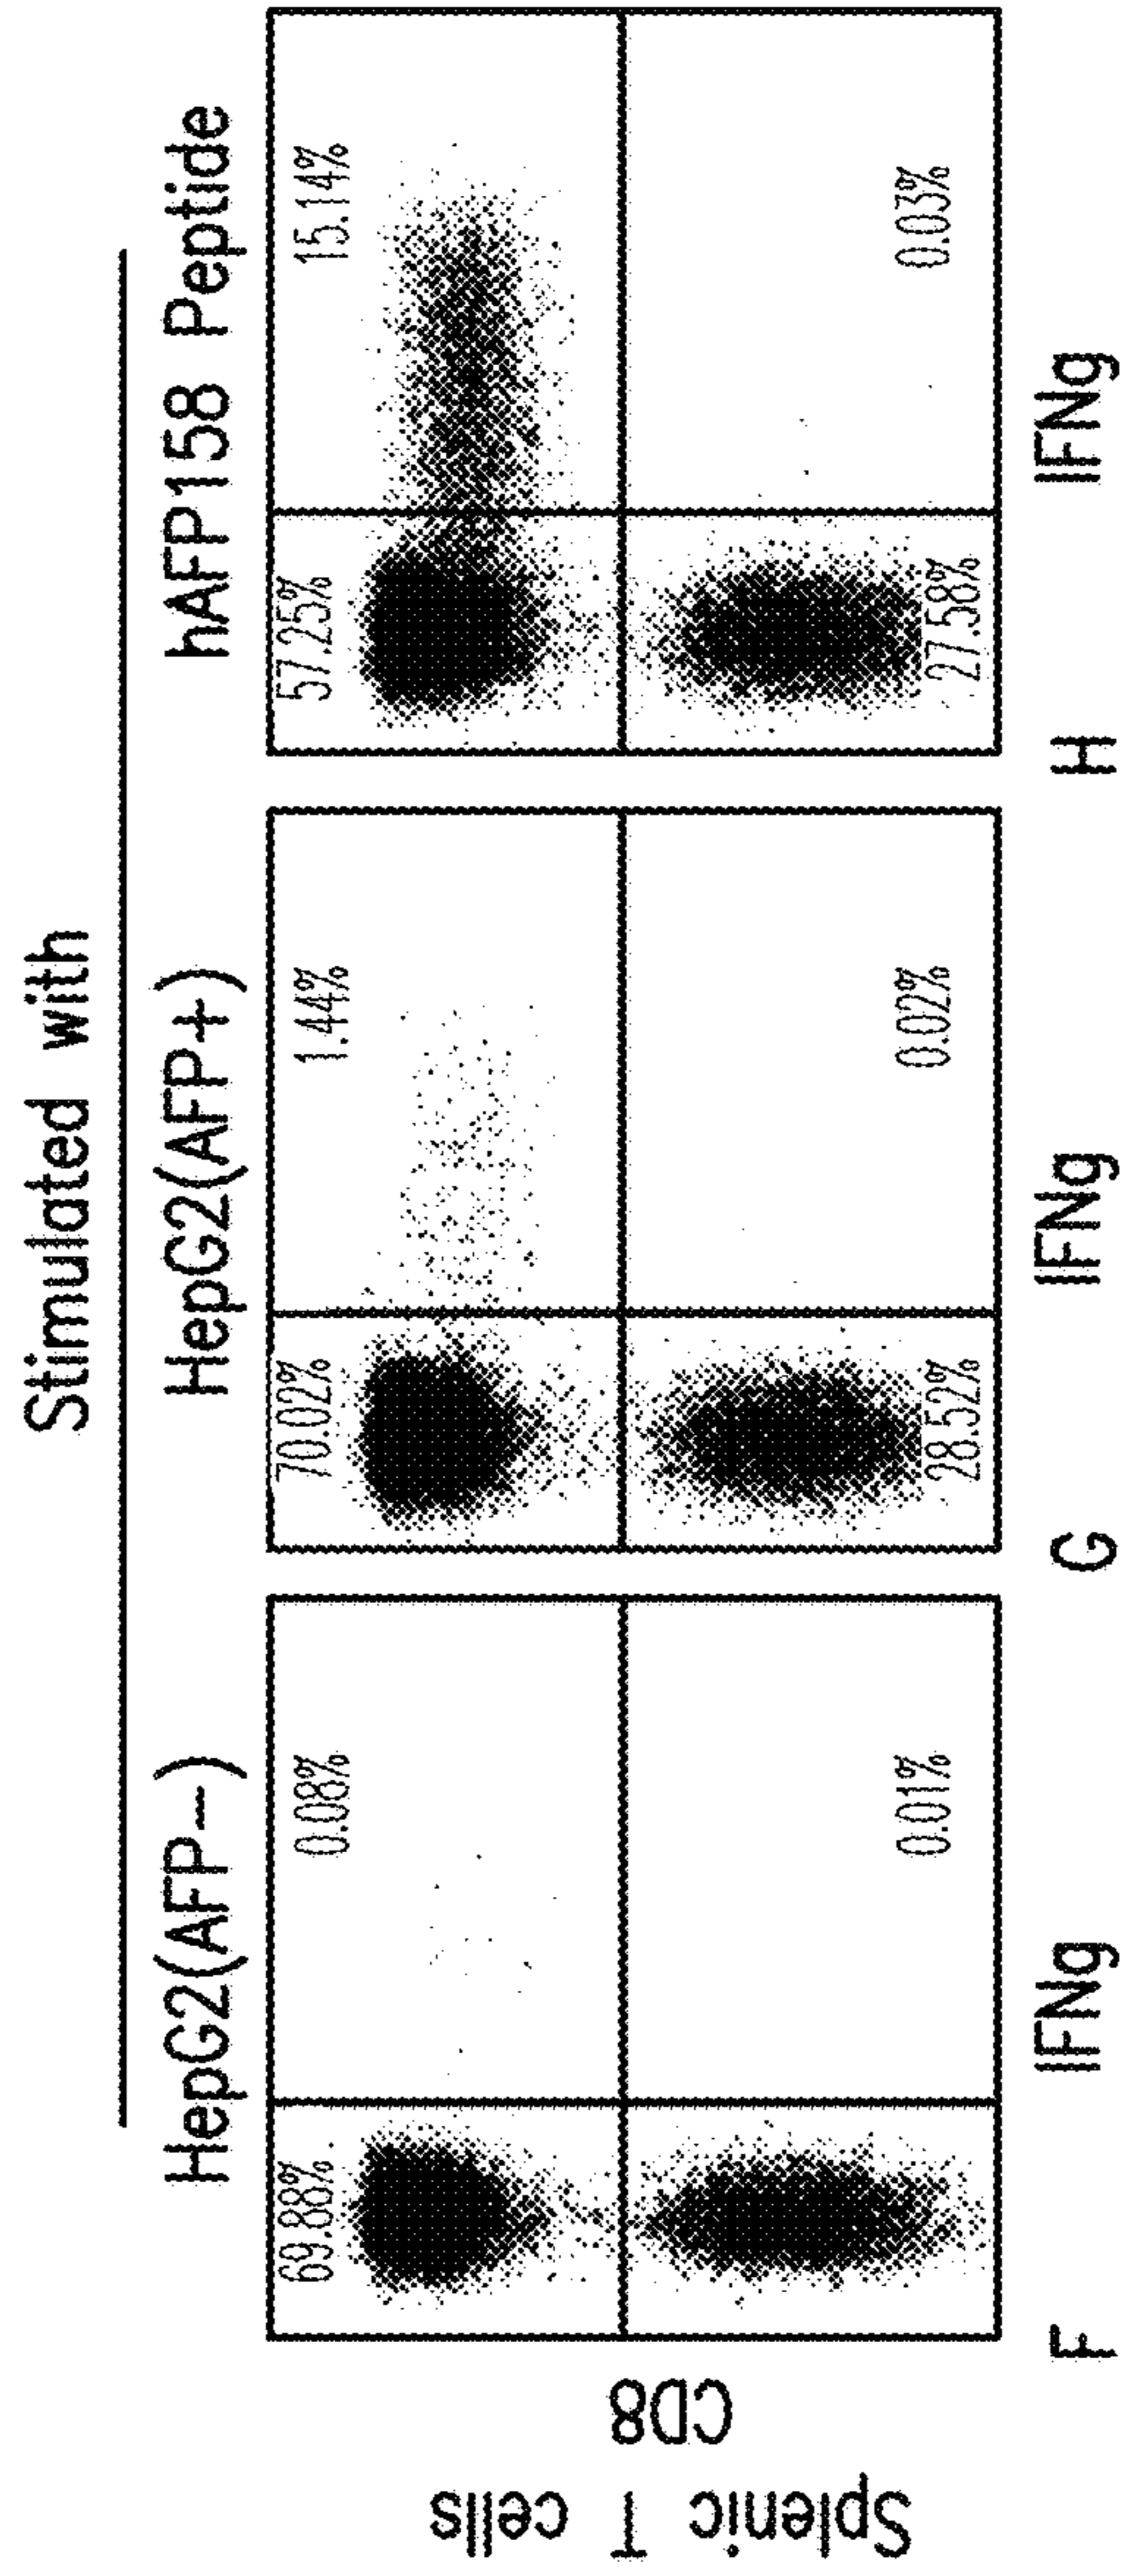 Stimulated with
HepG2(AFP−) HepG2(AFP+) hAFP158 Peptide
69.88% 0.08% 70.02% 1.44% 57.25% 15.14%
0.01% 28.52% 0.02% 27.58% 0.03%
Splenic T cells
CD8
IFNg IFNg IFNg
F G H